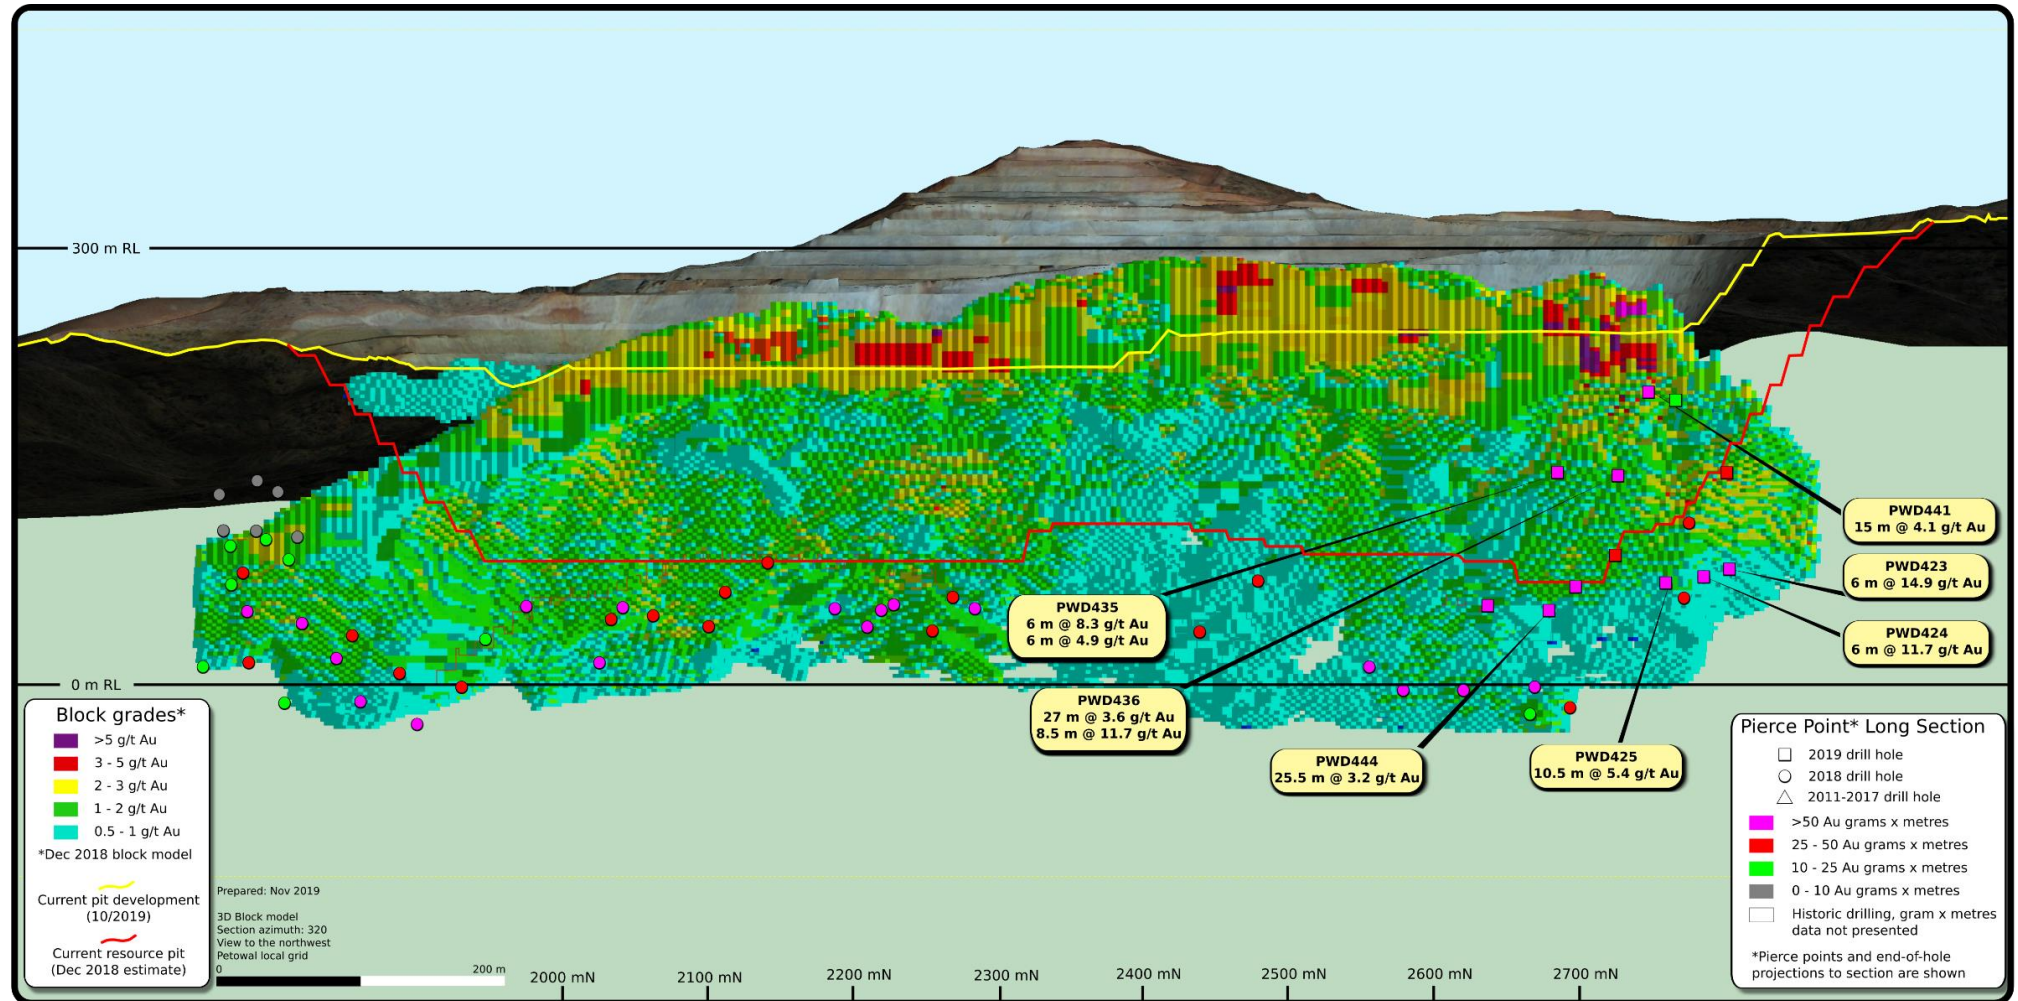 300 m RL
PWD441
15 m @ 4.1 g/t Au
PWD423
6 m @ 14.9 g/t Au
PWD435
6 m @ 8.3 g/t Au
6 m @ 4.9 g/t Au
PWD424
6 m @ 11.7 g/t Au
0 m RL
PWD436
27 m @ 3.6 g/t Au
8.5 m @ 11.7 g/t Au
PWD444
25.5 m @ 3.2 g/t Au
PWD425
10.5 m @ 5.4 g/t Au
Block grades*
>5 g/t Au
3 - 5 g/t Au
2 - 3 g/t Au
1 - 2 g/t Au
0.5 - 1 g/t Au
*Dec 2018 block model
Current pit development
(10/2019)
Current resource pit
(Dec 2018 estimate)
Prepared: Nov 2019
3D Block model
Section azimuth: 320
View to the northwest
Petowal local grid
0 200 m
2000 mN 2100 mN 2200 mN 2300 mN 2400 mN 2500 mN 2600 mN 2700 mN
Pierce Point* Long Section
2019 drill hole
2018 drill hole
2011-2017 drill hole
>50 Au grams x metres
25 - 50 Au grams x metres
10 - 25 Au grams x metres
0 - 10 Au grams x metres
Historic drilling, gram x metres
data not presented
*Pierce points and end-of-hole
projections to section are shown